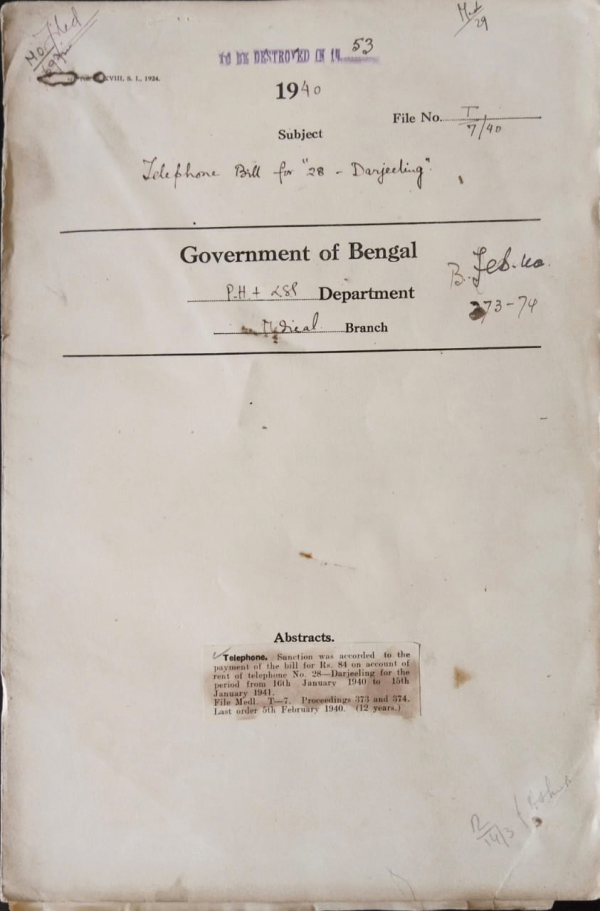 TO BE DESTROYED IN 19 53
XVIII, B. I., 1924.
1940
File No. T
7/40
Subject
Telephone Bill for "28 - Darjeeling"
Government of Bengal
P.H + LSG Department
Medical Branch
B. Feb. 40.
373-74
Abstracts.
Telephone. Sanction was accorded to the
payment of the bill for Rs. 84 on account of
rent of telephone No. 28—Darjeeling for the
period from 16th January 1940 to 15th
January 1941.
File Medl. T—7. Proceedings 373 and 374.
Last order 5th February 1940. (12 years.)
14/3